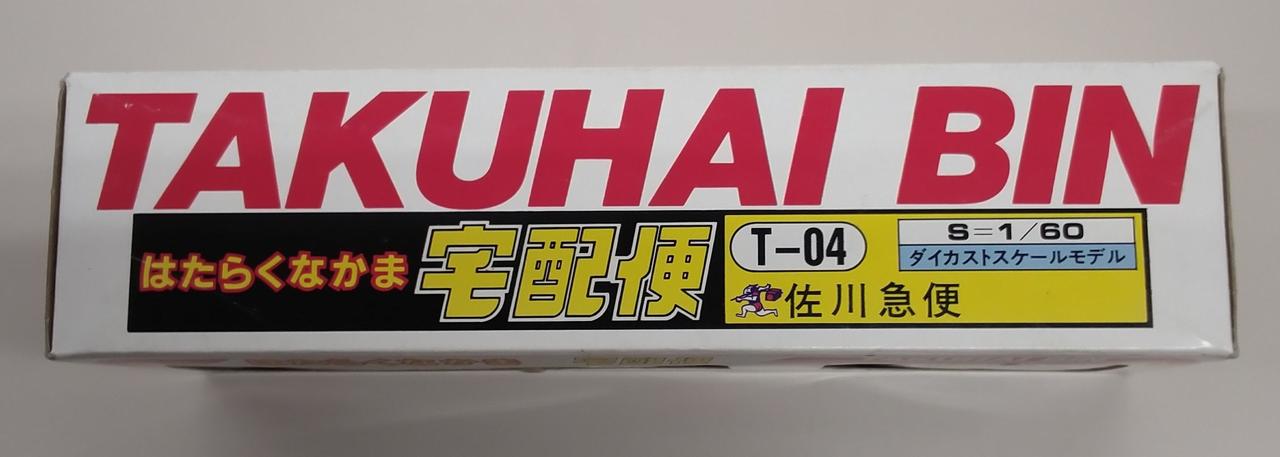 TAKUHAI BIN
はたらくなかま 宅配便
T-04
S=1/60
ダイカストスケールモデル
佐川急便